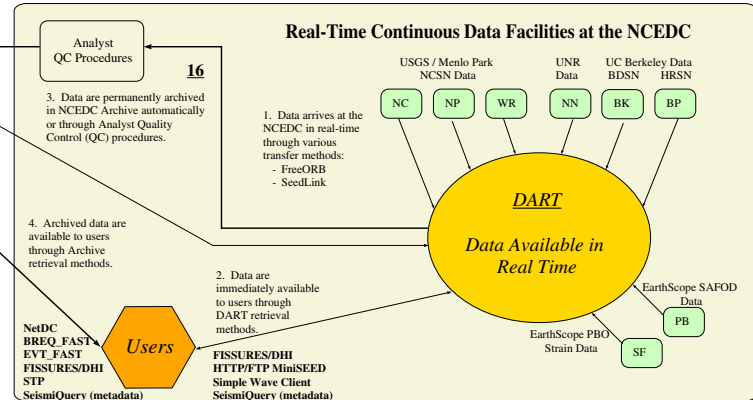 Real-Time Continuous Data Facilities at the NCEDC
Analyst
QC Procedures
16
3. Data are permanently archived
in NCEDC Archive automatically
or through Analyst Quality
Control (QC) procedures.
1. Data arrives at the
NCEDC in real-time
through various
transfer methods:
- FreeORB
- SeedLink
USGS / Menlo Park
NCSN Data
UNR
Data
UC Berkeley Data
BDSN
HRSN
NC
NP
WR
NN
BK
BP
DART
Data Available in
Real Time
4. Archived data are
available to users
through Archive
retrieval methods.
2. Data are
immediately available
to users through
DART retrieval
methods.
EarthScope SAFOD
Data
PB
EarthScope PBO
Strain Data
SF
Users
NetDC
BREQ_FAST
EVT_FAST
FISSURES/DHI
STP
SeismiQuery (metadata)
FISSURES/DHI
HTTP/FTP MiniSEED
Simple Wave Client
SeismiQuery (metadata)